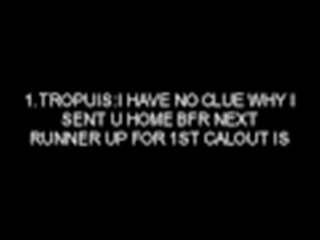 1.TROPUIS:I HAVE NO CLUE WHY I
SENT U HOME BFR NEXT
RUNNER UP FOR 1ST CALOUT IS